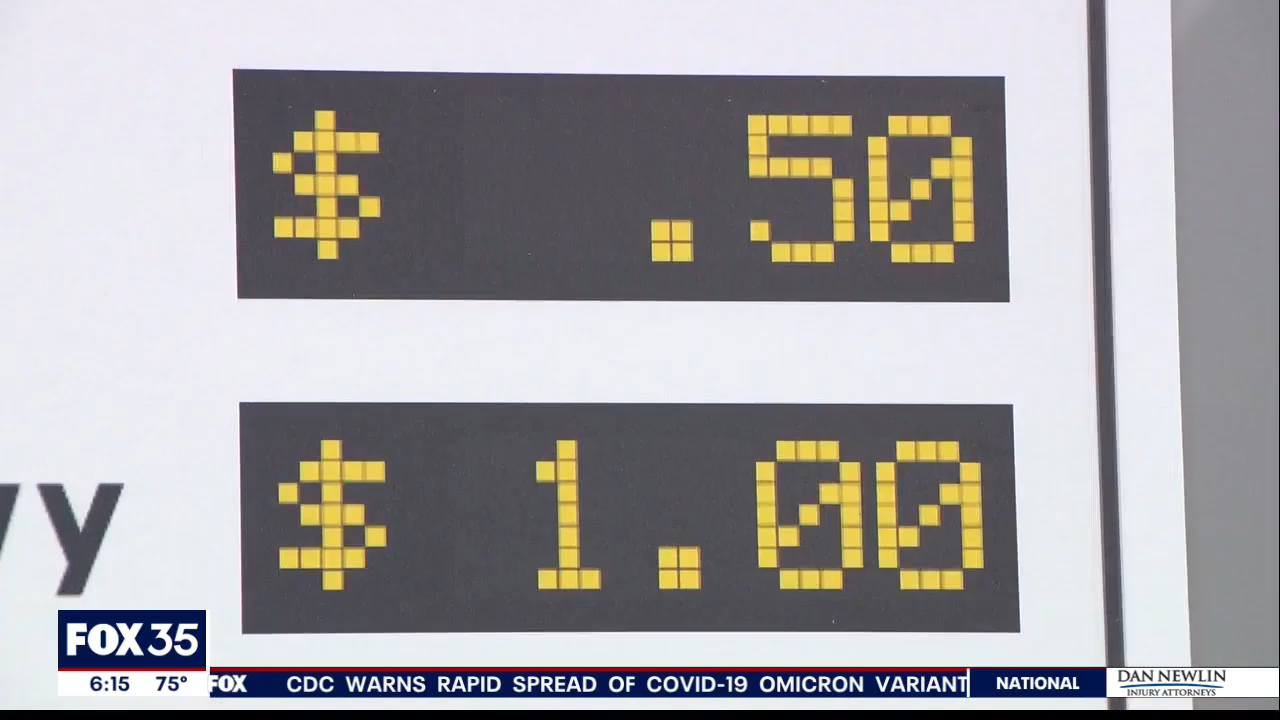 $ .50
$ 1.00
vy
FOX 35
6:15 75°
FOX CDC WARNS RAPID SPREAD OF COVID-19 OMICRON VARIANT
NATIONAL
DAN NEWLIN
INJURY ATTORNEYS